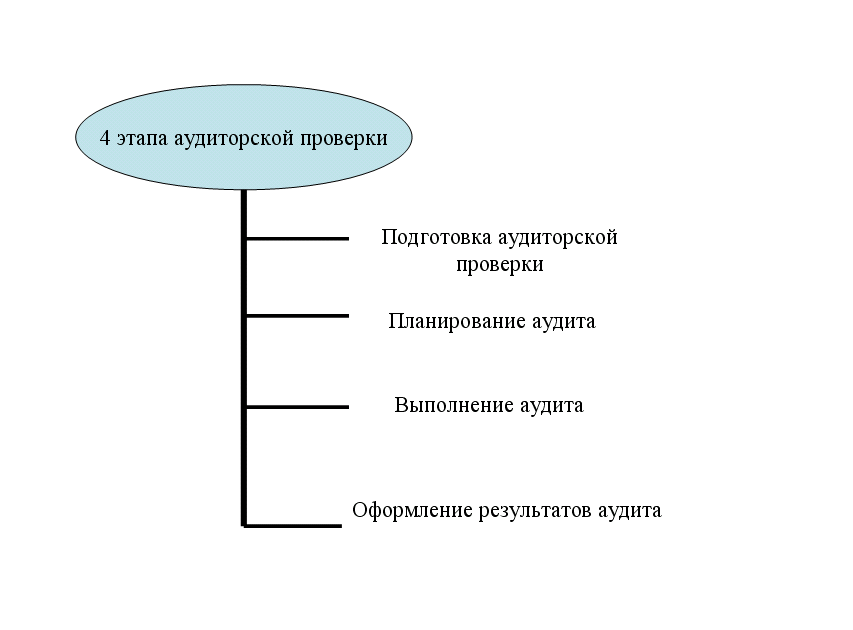 4 этапа аудиторской проверки
Подготовка аудиторской
проверки
Планирование аудита
Выполнение аудита
Оформление результатов аудита